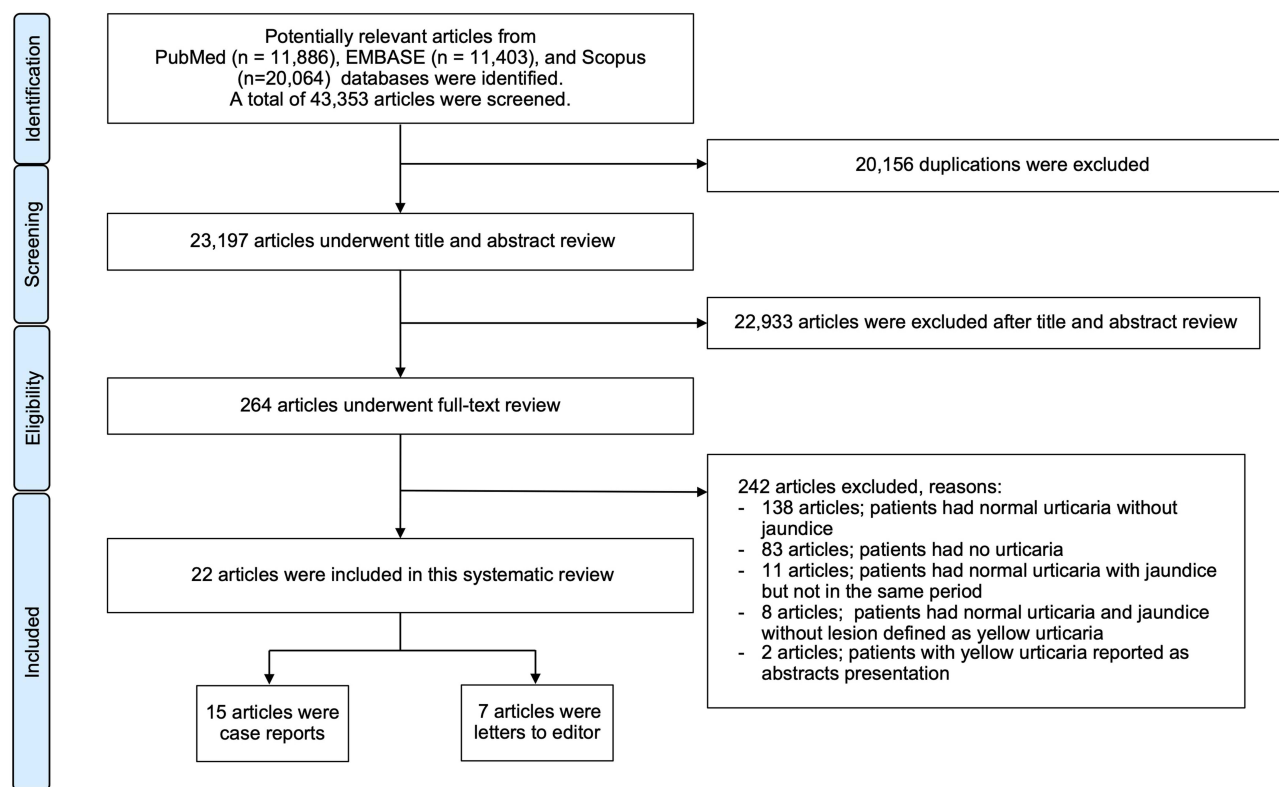 Identification
Potentially relevant articles from
PubMed (n = 11,886), EMBASE (n = 11,403), and Scopus
(n=20,064) databases were identified.
A total of 43,353 articles were screened.
20,156 duplications were excluded
Screening
23,197 articles underwent title and abstract review
22,933 articles were excluded after title and abstract review
Eligibility
264 articles underwent full-text review
242 articles excluded, reasons:
- 138 articles; patients had normal urticaria without
jaundice
- 83 articles; patients had no urticaria
- 11 articles; patients had normal urticaria with jaundice
but not in the same period
- 8 articles; patients had normal urticaria and jaundice
without lesion defined as yellow urticaria
- 2 articles; patients with yellow urticaria reported as
abstracts presentation
Included
22 articles were included in this systematic review
15 articles were
case reports
7 articles were
letters to editor